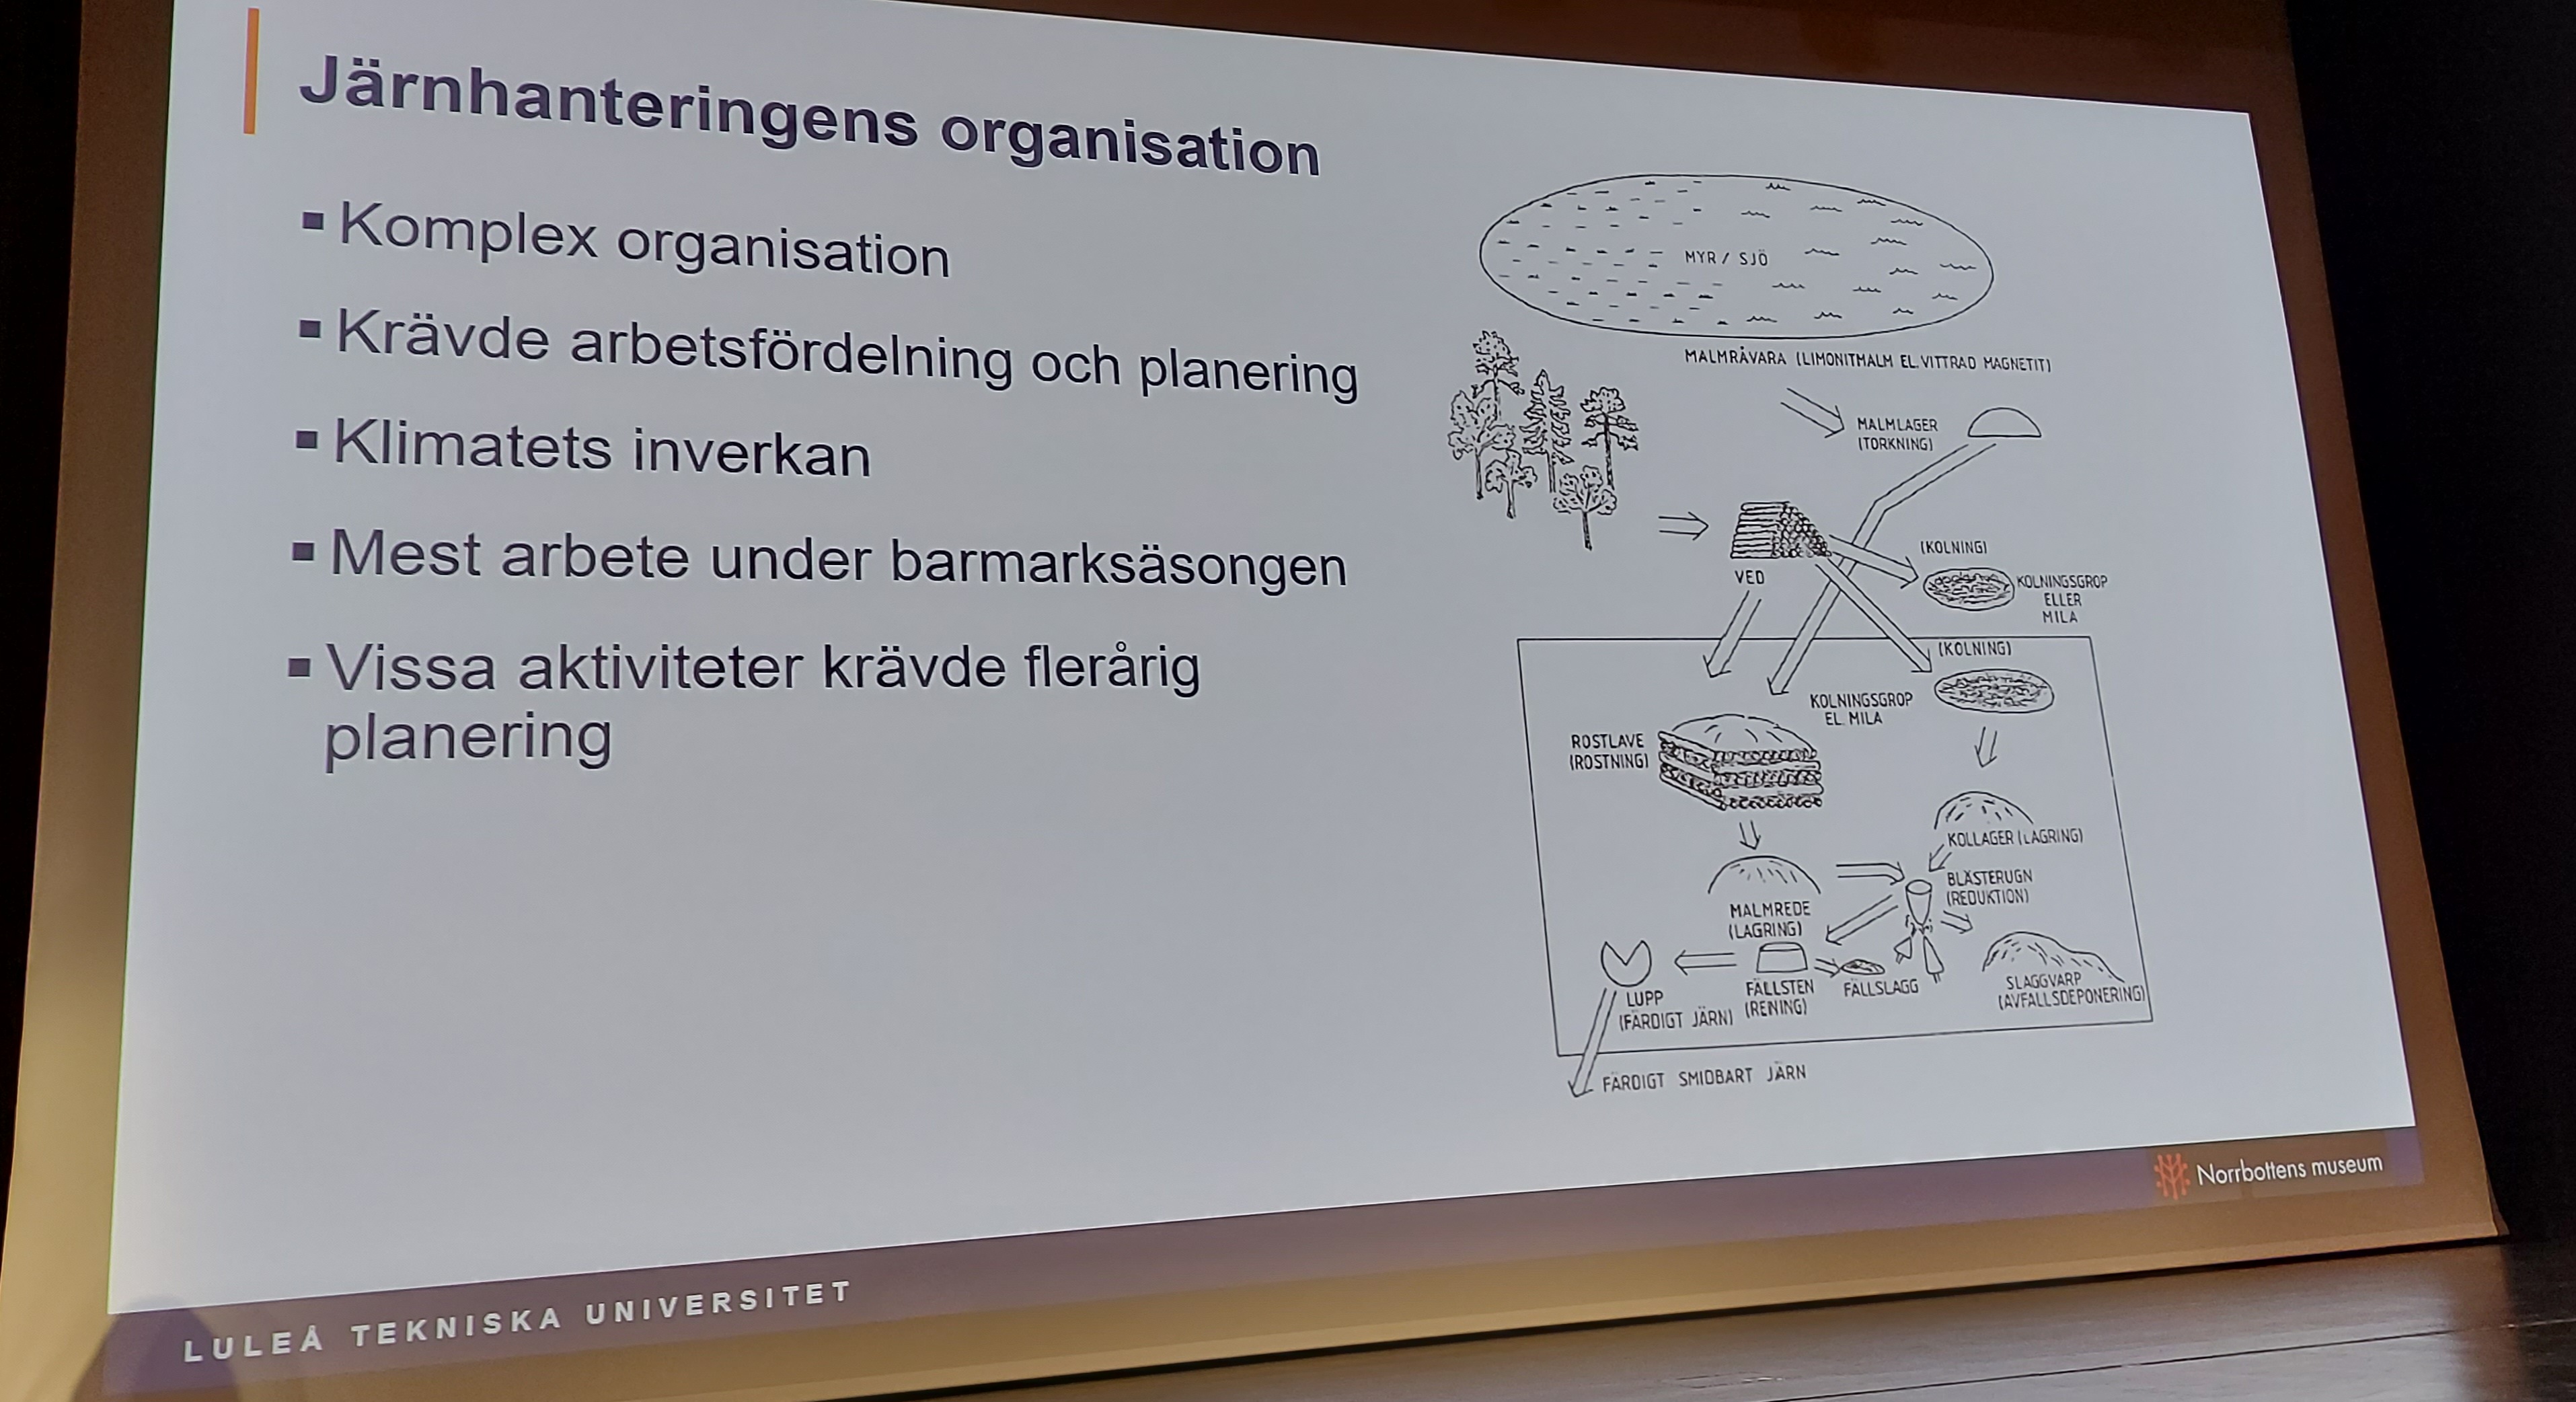 Järnhanteringens organisation
▪ Komplex organisation
▪ Krävde arbetsfördelning och planering
▪ Klimatets inverkan
▪ Mest arbete under barmarksäsongen
▪ Vissa aktiviteter krävde flerårig
planering
MYR / SJÖ
MALMRÅVARA (LIMONITMALM EL. VITTRAD MAGNETIT)
MALMLAGER
(TORKNING)
VED
(KOLNING)
KOLNINGSGROP
ELLER
MILA
(KOLNING)
KOLNINGSGROP
EL. MILA
ROSTLAVE
(ROSTNING)
KOLLAGER (LAGRING)
BLÄSTERUGN
(REDUKTION)
MALMREDE
(LAGRING)
LUPP
(FÄRDIGT JÄRN)
FÄLLSTEN
(RENING)
FÄLLSLAGG
SLAGGVARP
(AVFALLSDEPONERING)
FÄRDIGT SMIDBART JÄRN
Norrbottens museum
LULEÅ TEKNISKA UNIVERSITET